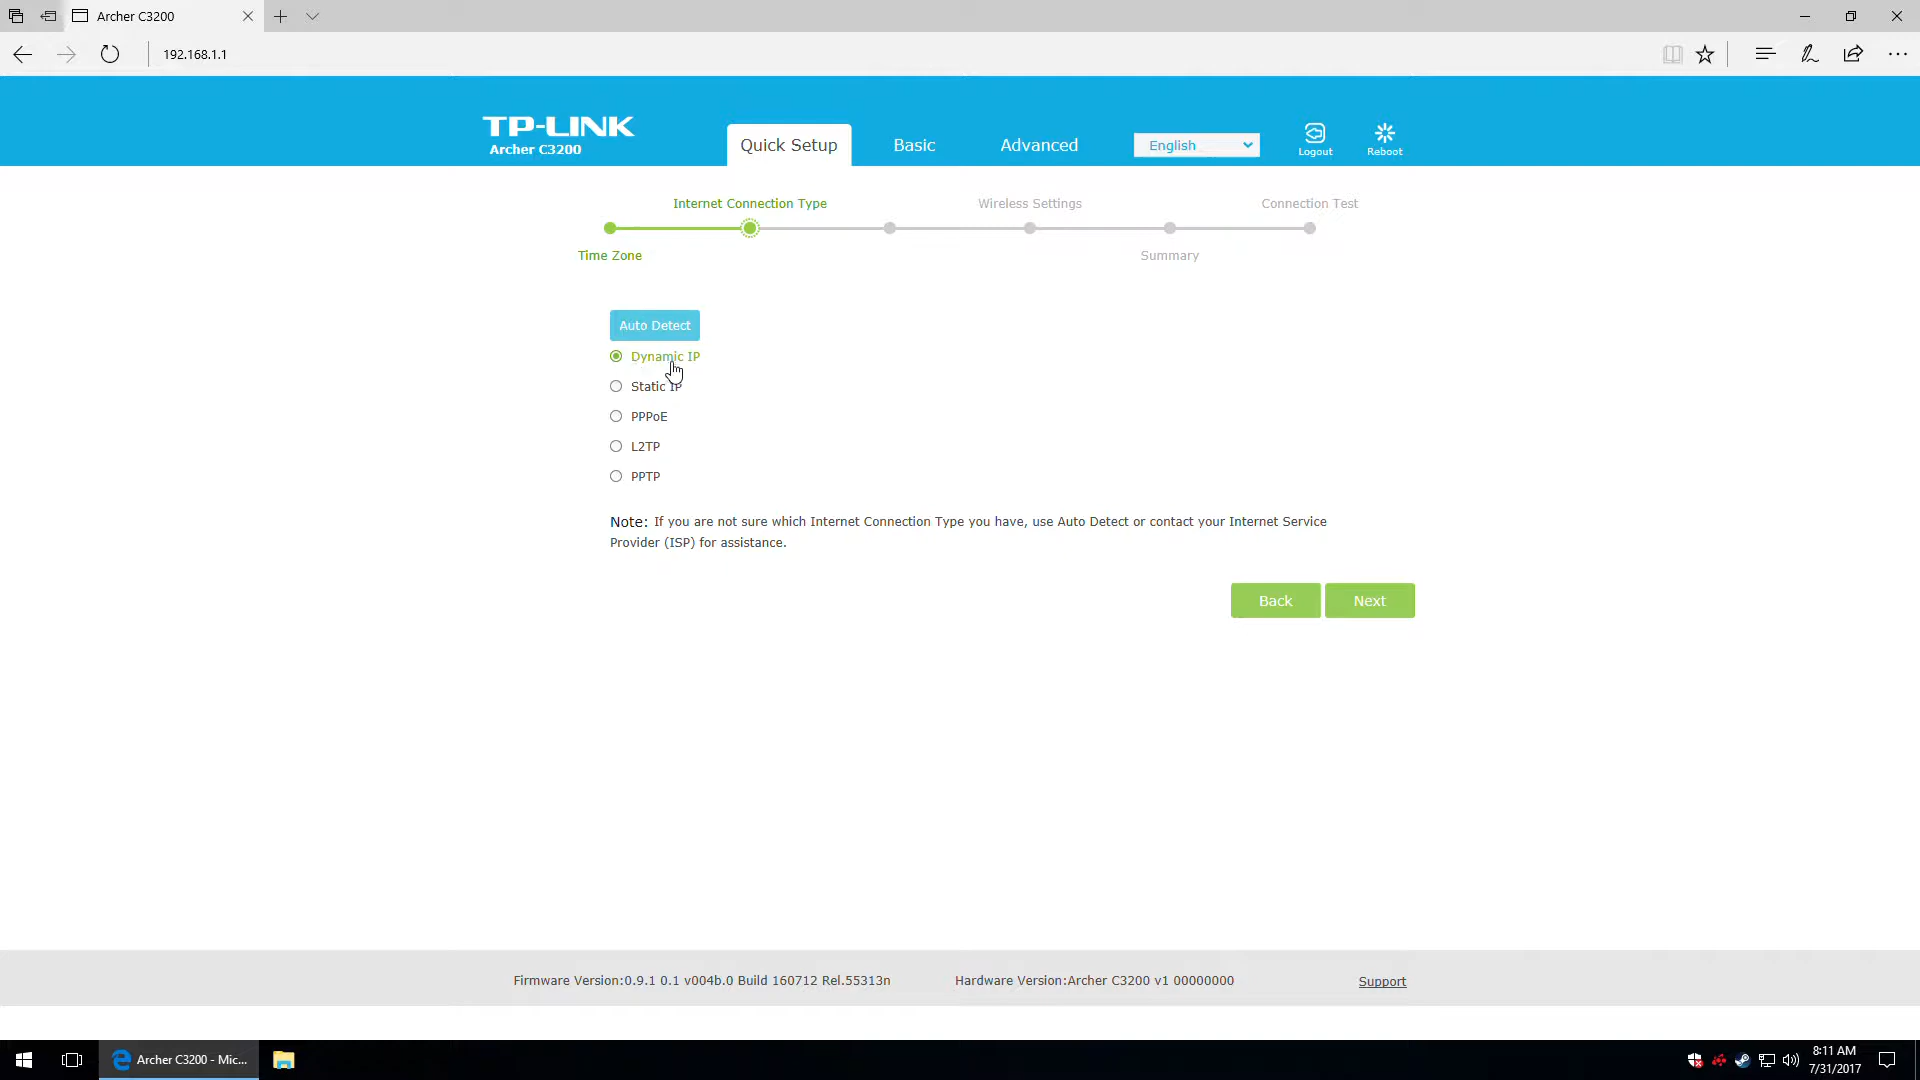 Archer C3200
192.168.1.1
TP-LINK
Archer C3200
Quick Setup
Basic
Advanced
English
Logout
Reboot
Internet Connection Type
Wireless Settings
Connection Test
Time Zone
Summary
Auto Detect
Dynamic IP
Static IP
PPPoE
L2TP
PPTP
Note: If you are not sure which Internet Connection Type you have, use Auto Detect or contact your Internet Service
Provider (ISP) for assistance.
Back
Next
Firmware Version:0.9.1 0.1 v004b.0 Build 160712 Rel.55313n
Hardware Version:Archer C3200 v1 00000000
Support
Archer C3200 - Mic...
8:11 AM
7/31/2017